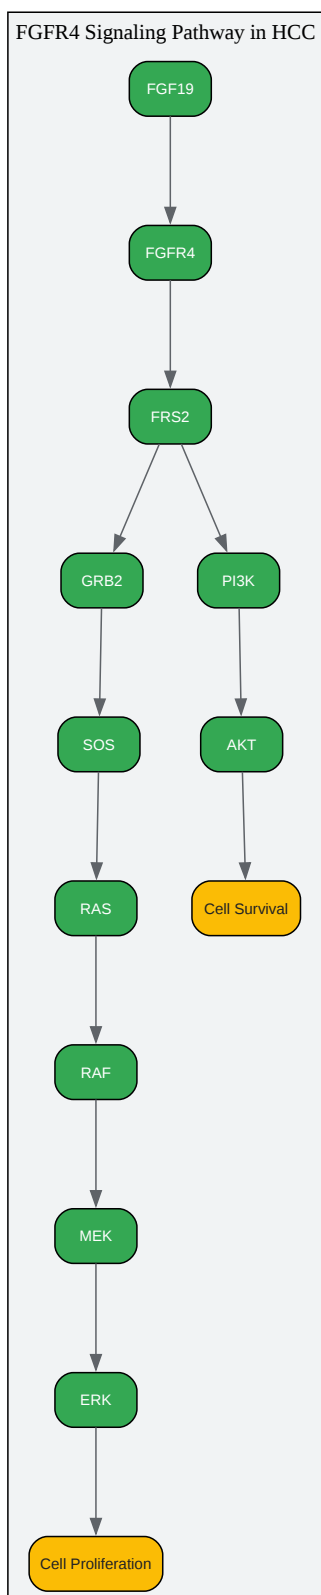 FGFR4 Signaling Pathway in HCC
FGF19
FGFR4
FRS2
GRB2
PI3K
SOS
AKT
RAS
Cell Survival
RAF
MEK
ERK
Cell Proliferation